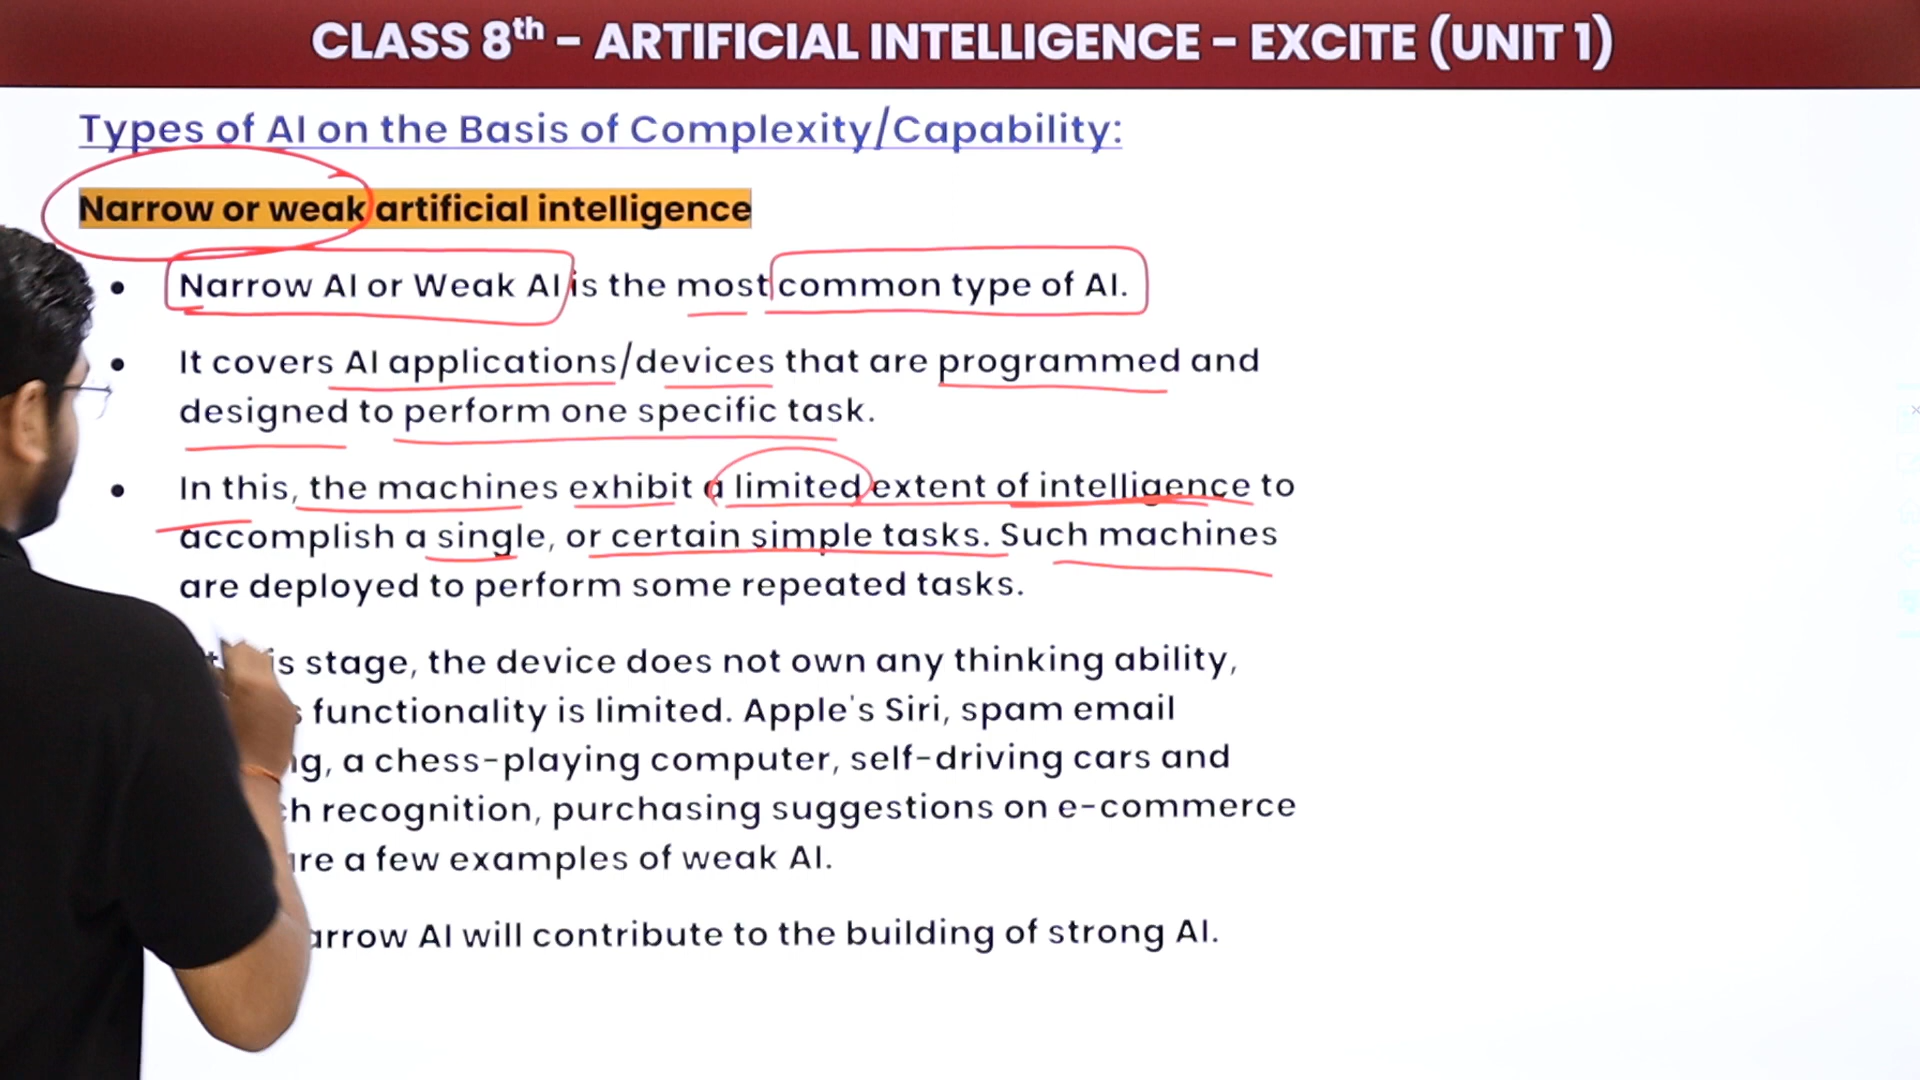 CLASS 8th - ARTIFICIAL INTELLIGENCE - EXCITE (UNIT 1)
Types of AI on the Basis of Complexity/Capability:
Narrow or weak artificial intelligence
• Narrow AI or Weak AI is the most common type of AI.
• It covers AI applications/devices that are programmed and
designed to perform one specific task.
• In this, the machines exhibit a limited extent of intelligence to
accomplish a single, or certain simple tasks. Such machines
are deployed to perform some repeated tasks.
stage, the device does not own any thinking ability,
functionality is limited. Apple's Siri, spam email
a chess-playing computer, self-driving cars and
recognition, purchasing suggestions on e-commerce
a few examples of weak AI.
AI will contribute to the building of strong AI.